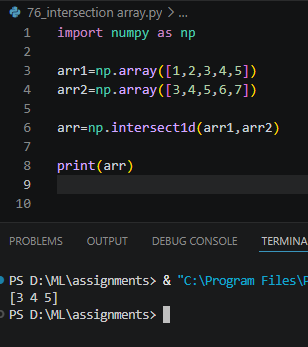 76_intersection array.py > ...
1 import numpy as np
2
3 arr1=np.array([1,2,3,4,5])
4 arr2=np.array([3,4,5,6,7])
5
6 arr=np.intersect1d(arr1,arr2)
7
8 print(arr)
9
10
PROBLEMS OUTPUT DEBUG CONSOLE TERMINA
PS D:\ML\assignments> & "C:\Program Files\P
[3 4 5]
PS D:\ML\assignments>